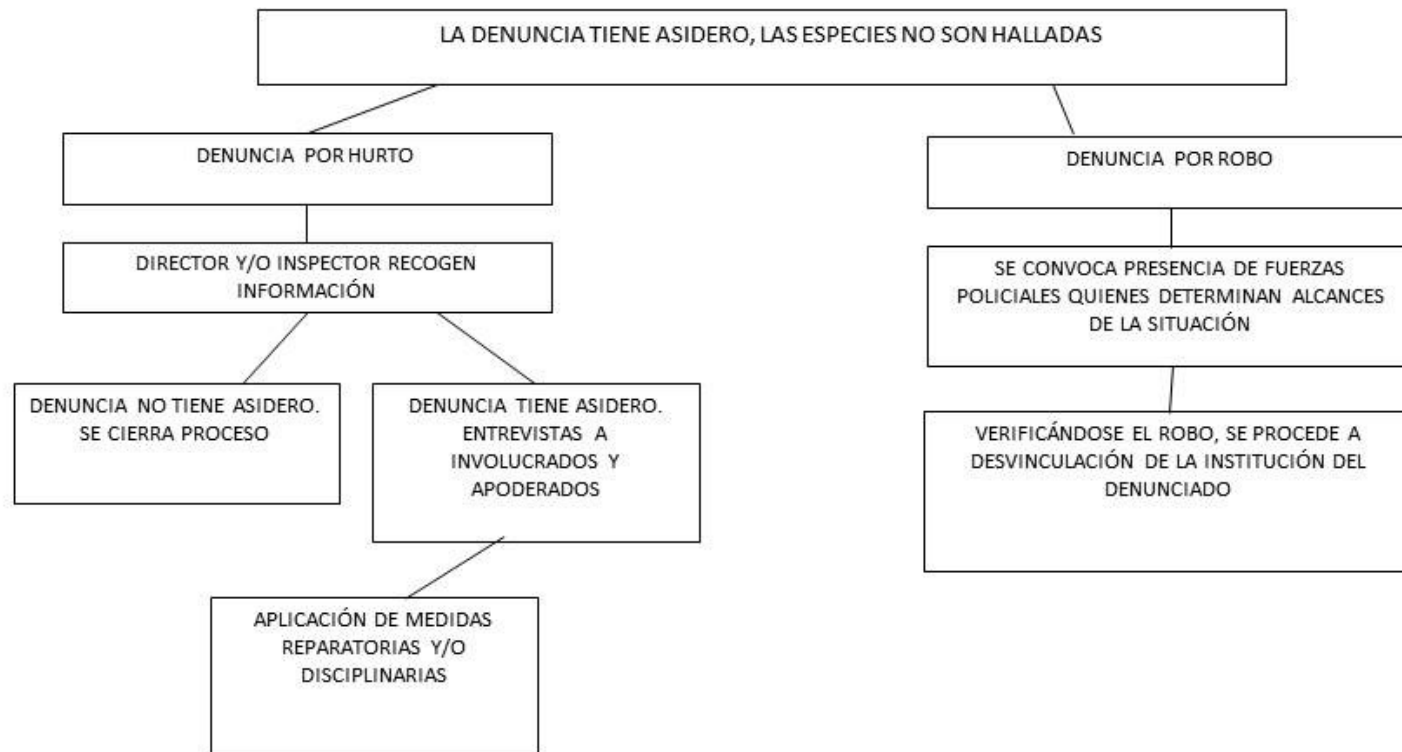 LA DENUNCIA TIENE ASIDERO, LAS ESPECIES NO SON HALLADAS
DENUNCIA POR HURTO
DENUNCIA POR ROBO
DIRECTOR Y/O INSPECTOR RECOGEN
INFORMACIÓN
SE CONVOCA PRESENCIA DE FUERZAS
POLICIALES QUIENES DETERMINAN ALCANCES
DE LA SITUACIÓN
DENUNCIA NO TIENE ASIDERO.
SE CIERRA PROCESO
DENUNCIA TIENE ASIDERO.
ENTREVISTAS A
INVOLUCRADOS Y
APODERADOS
VERIFICÁNDOSE EL ROBO, SE PROCEDE A
DESVINCULACIÓN DE LA INSTITUCIÓN DEL
DENUNCIADO
APLICACIÓN DE MEDIDAS
REPARATORIAS Y/O
DISCIPLINARIAS